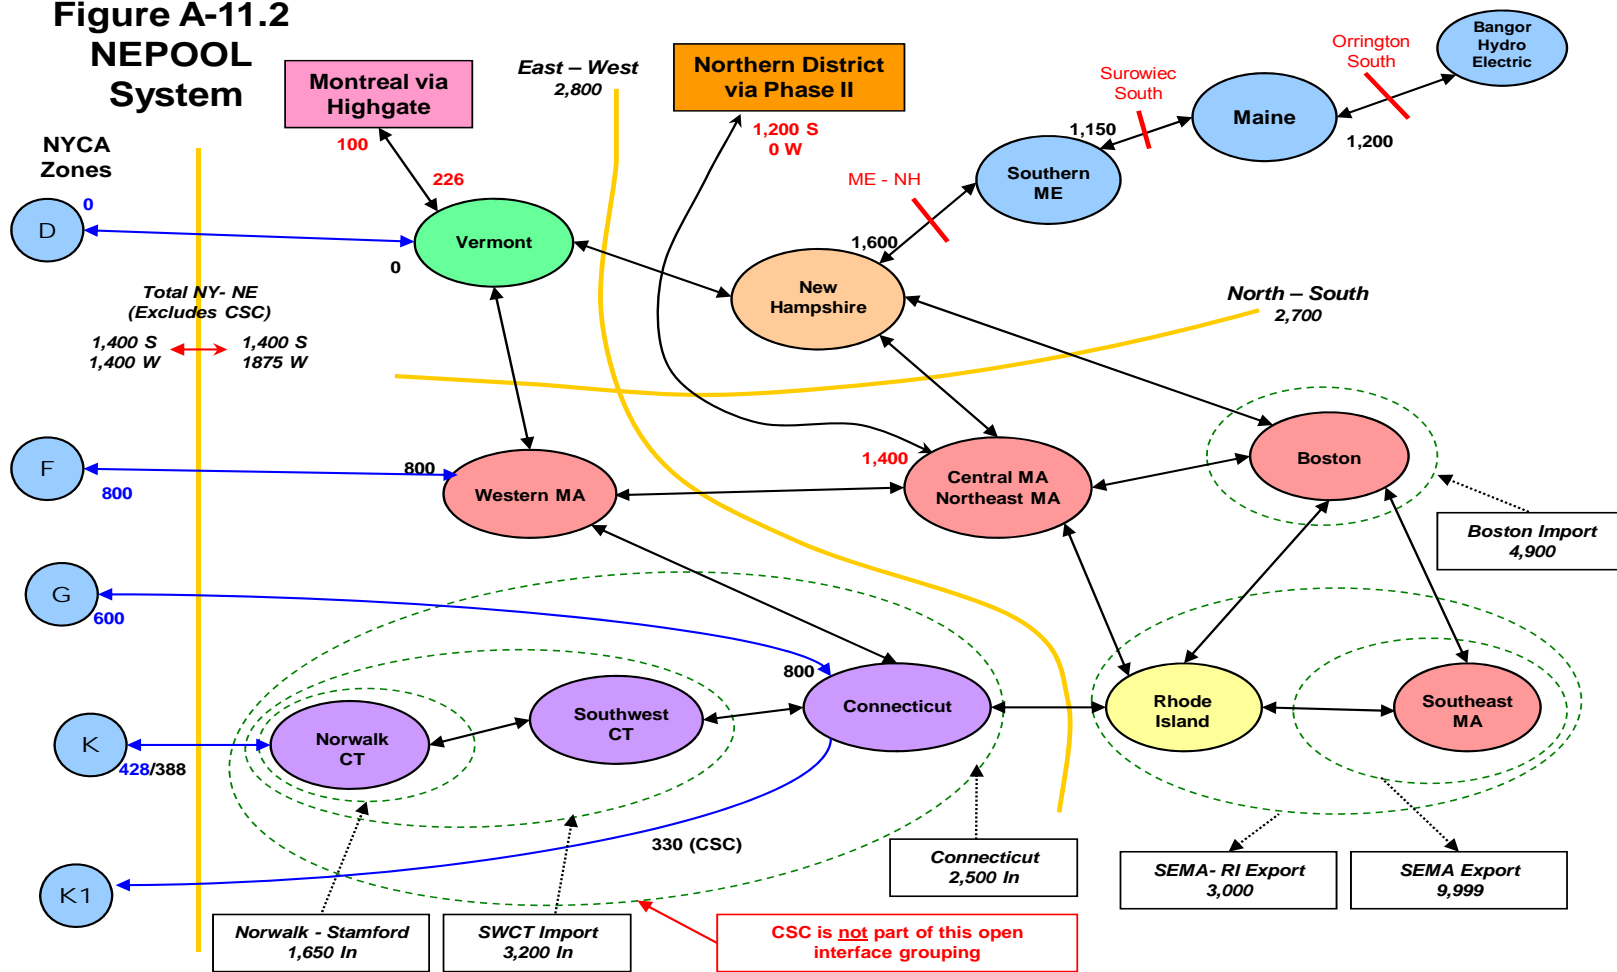 Figure A-11.2
NEPOOL
System
Montreal via
Highgate
East – West
2,800
Northern District
via Phase II
Orrington
South
Bangor
Hydro
Electric
Surowiec
South
NYCA
Zones
100
226
1,200 S
0 W
ME - NH
1,150
Maine
1,200
Southern
ME
D
0
0
Vermont
1,600
New
Hampshire
Total NY- NE
(Excludes CSC)
1,400 S
1,400 W
1,400 S
1875 W
North – South
2,700
F
800
800
Western MA
1,400
Central MA
Northeast MA
Boston
Boston Import
4,900
G
600
800
Connecticut
Rhode
Island
Southeast
MA
K
428/388
Norwalk
CT
Southwest
CT
330 (CSC)
K1
Connecticut
2,500 In
SEMA- RI Export
3,000
SEMA Export
9,999
Norwalk - Stamford
1,650 In
SWCT Import
3,200 In
CSC is not part of this open
interface grouping